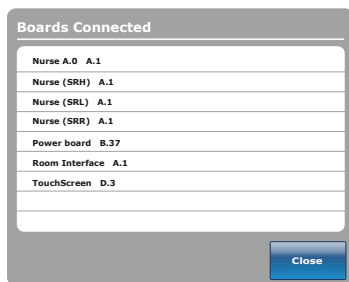 Boards Connected
Nurse A.0 A.1
Nurse (SRH) A.1
Nurse (SRL) A.1
Nurse (SRR) A.1
Power board B.37
Room Interface A.1
TouchScreen D.3
Close